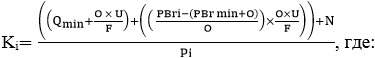 Ki= (((Qmin+ O × U / F)+(((PBri−(PBr min+O)) / O)× O×U / F))+N) / Pi , где: